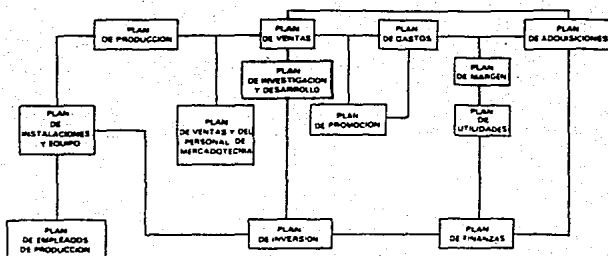 PLAN
DE PRODUCCION
PLAN
DE VENTAS
PLAN
DE GASTOS
PLAN
DE ADQUISICIONES
PLAN
DE INVESTIGACION
Y DESARROLLO
PLAN
DE MARGEN
PLAN
DE
INSTALACIONES
Y EQUIPO
PLAN
DE VENTAS Y DEL
PERSONAL DE
MERCADOTECNIA
PLAN
DE PROMOCION
PLAN
DE
UTILIDADES
PLAN
DE EMPLEADOS
DE PRODUCCION
PLAN
DE INVERSION
PLAN
DE FINANZAS